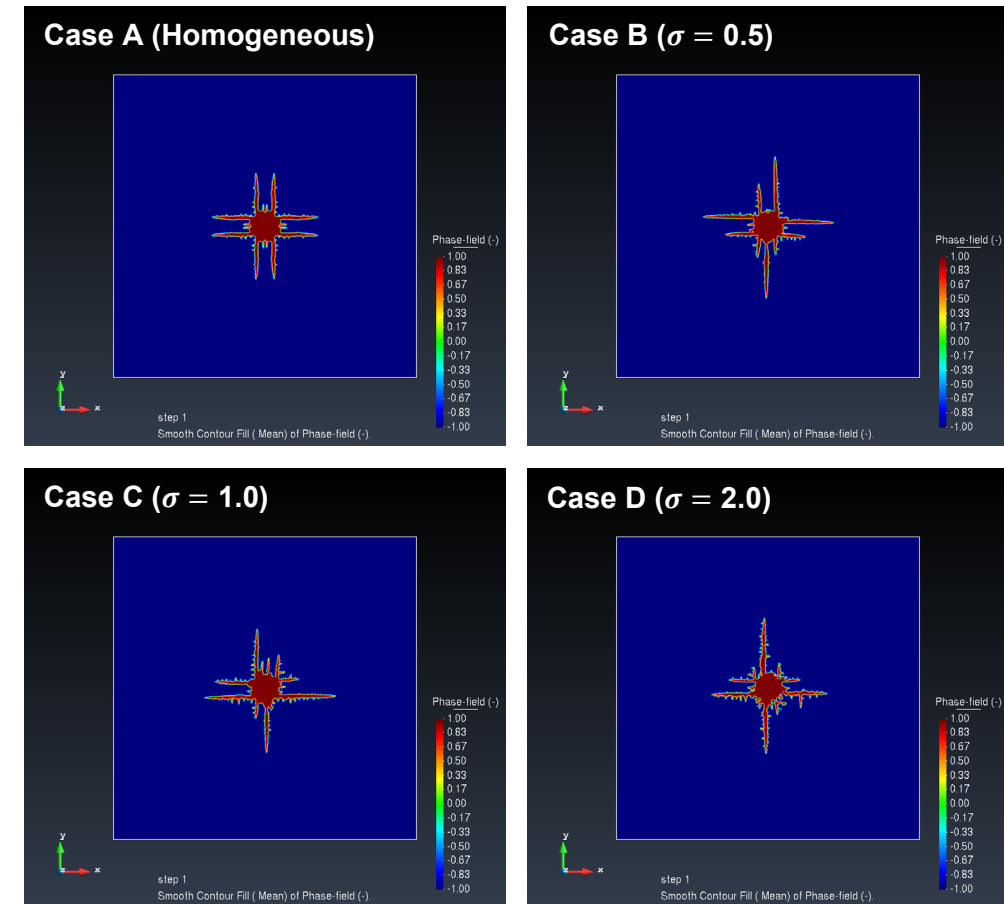 Case A (Homogeneous)
Phase-field (-)
1.00
0.83
0.67
0.50
0.33
0.17
0.00
-0.17
-0.33
-0.50
-0.67
-0.83
-1.00
y
z
x
step 1
Smooth Contour Fill ( Mean) of Phase-field (-).
Case B (𝝈 = 0.5)
Phase-field (-)
1.00
0.83
0.67
0.50
0.33
0.17
0.00
-0.17
-0.33
-0.50
-0.67
-0.83
-1.00
y
z
x
step 1
Smooth Contour Fill ( Mean) of Phase-field (-).
Case C (𝝈 = 1.0)
Phase-field (-)
1.00
0.83
0.67
0.50
0.33
0.17
0.00
-0.17
-0.33
-0.50
-0.67
-0.83
-1.00
y
z
x
step 1
Smooth Contour Fill ( Mean) of Phase-field (-).
Case D (𝝈 = 2.0)
Phase-field (-)
1.00
0.83
0.67
0.50
0.33
0.17
0.00
-0.17
-0.33
-0.50
-0.67
-0.83
-1.00
y
z
x
step 1
Smooth Contour Fill ( Mean) of Phase-field (-).